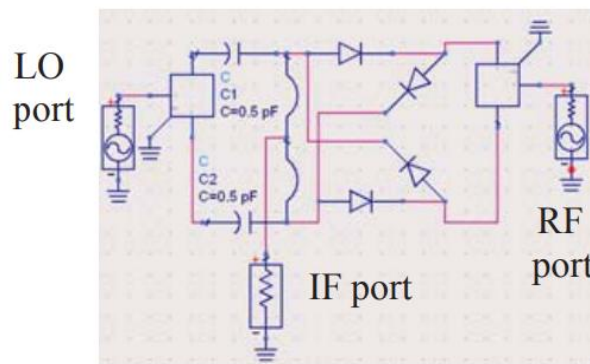 LO
port
C
C1
C=0.5 pF
C
C2
C=0.5 pF
IF port
RF
port